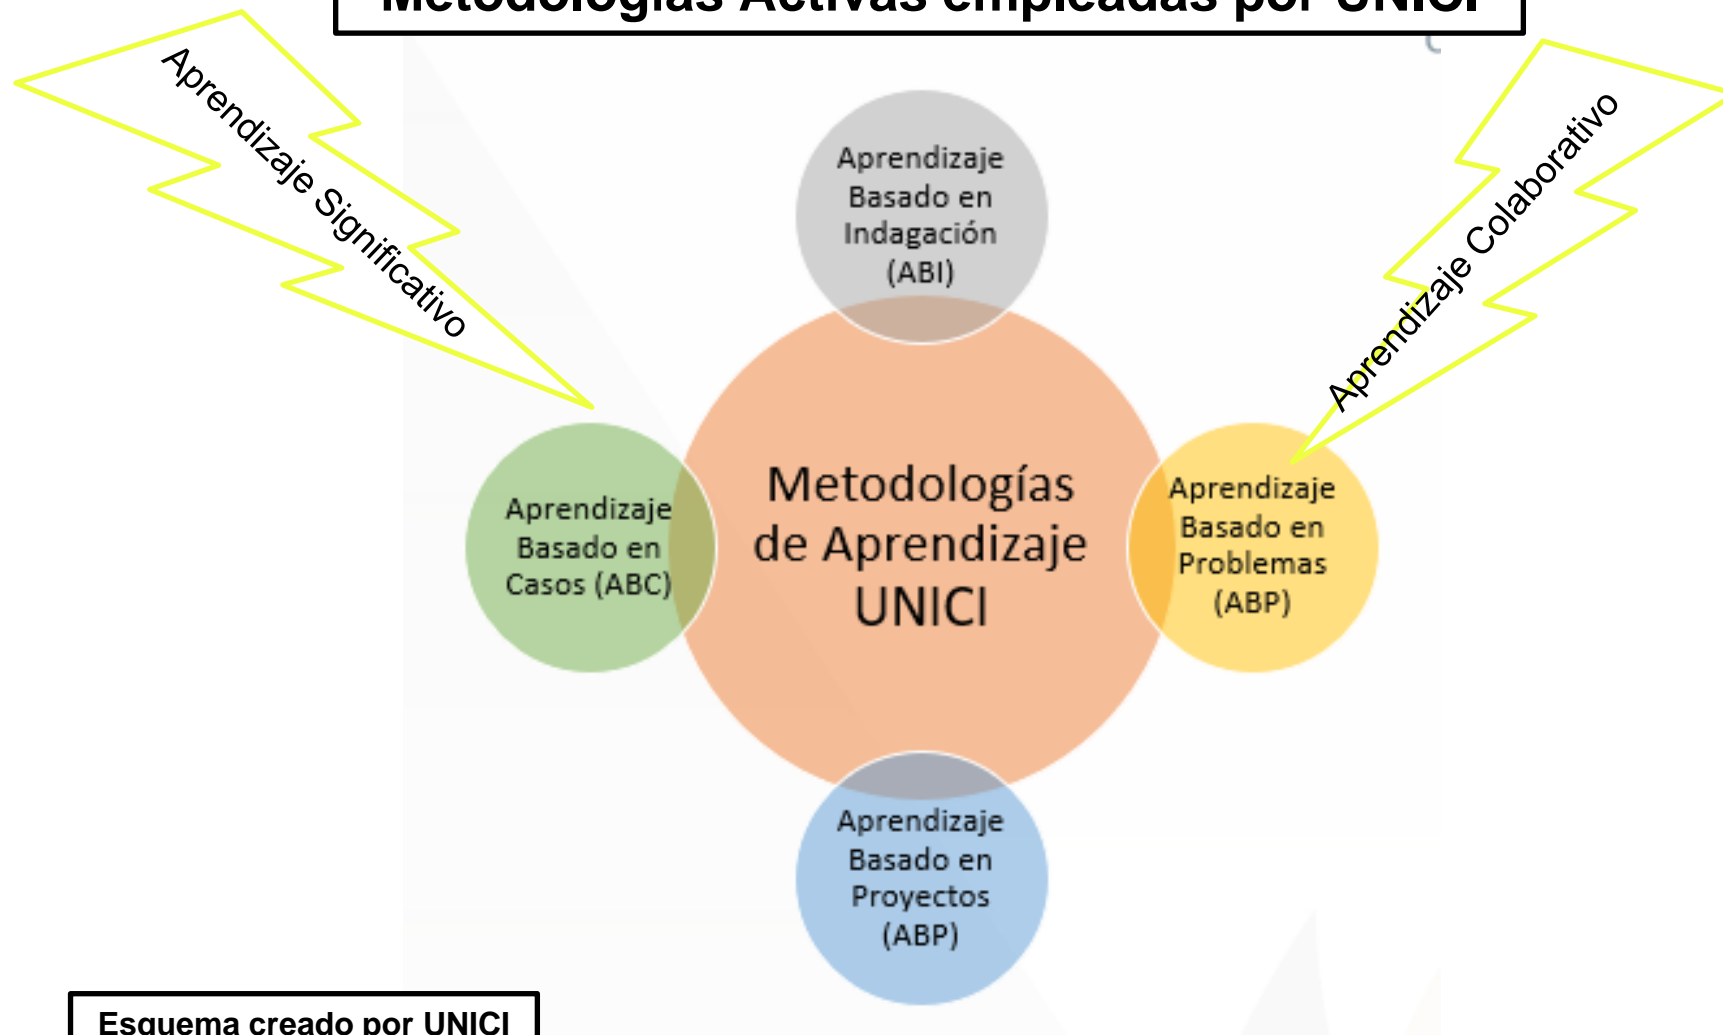 Metodologías Activas empleadas por UNICI
Aprendizaje Significativo
Aprendizaje Colaborativo
Aprendizaje
Basado en
Indagación
(ABI)
Aprendizaje
Basado en
Casos (ABC)
Metodologías
de Aprendizaje
UNICI
Aprendizaje
Basado en
Problemas
(ABP)
Aprendizaje
Basado en
Proyectos
(ABP)
Esquema creado por UNICI